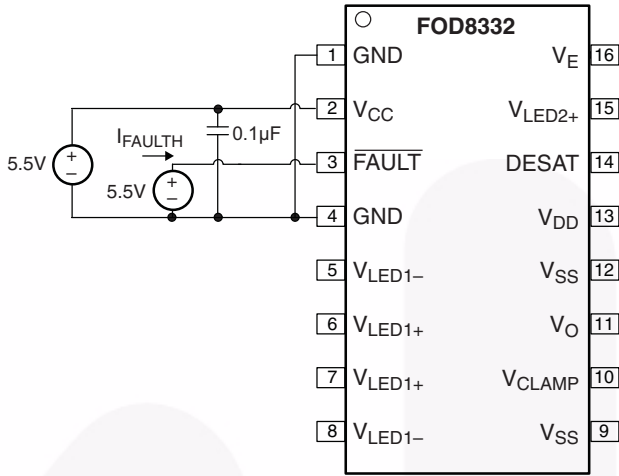 FOD8332
1 GND
VE 16
2 VCC
VLED2+ 15
IFAULTH
0.1µF
5.5V
+
–
3 FAULT
DESAT 14
5.5V
+
–
4 GND
VDD 13
5 VLED1–
VSS 12
6 VLED1+
VO 11
7 VLED1+
VCLAMP 10
8 VLED1–
VSS 9